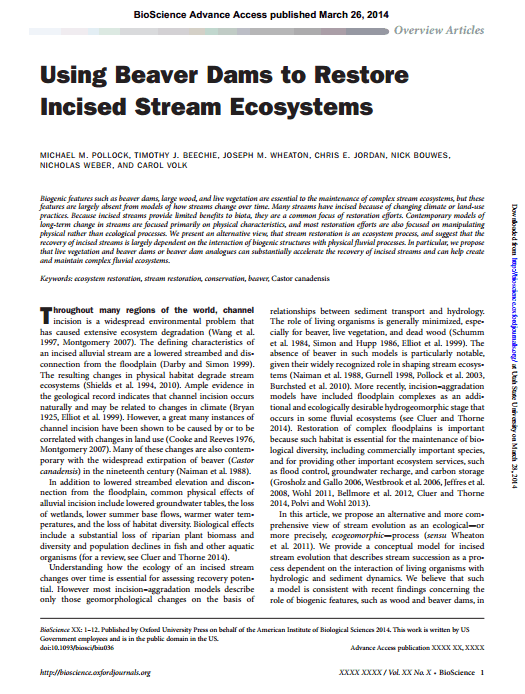 BioScience Advance Access published March 26, 2014
Overview Articles
Using Beaver Dams to Restore
Incised Stream Ecosystems
MICHAEL M. POLLOCK, TIMOTHY J. BEECHIE, JOSEPH M. WHEATON, CHRIS E. JORDAN, NICK BOUWES,
NICHOLAS WEBER, AND CAROL VOLK
Biogenic features such as beaver dams, large wood, and live vegetation are essential to the maintenance of complex stream ecosystems, but these
features are largely absent from models of how streams change over time. Many streams have incised because of changing climate or land-use
practices. Because incised streams provide limited benefits to biota, they are a common focus of restoration efforts. Contemporary models of
long-term change in streams are focused primarily on physical characteristics, and most restoration efforts are also focused on manipulating
physical rather than ecological processes. We present an alternative view, that stream restoration is an ecosystem process, and suggest that the
recovery of incised streams is largely dependent on the interaction of biogenic structures with physical fluvial processes. In particular, we propose
that live vegetation and beaver dams or beaver dam analogues can substantially accelerate the recovery of incised streams and can help create
and maintain complex fluvial ecosystems.
Keywords: ecosystem restoration, stream restoration, conservation, beaver, Castor canadensis
Throughout many regions of the world, channel
incision is a widespread environmental problem that
has caused extensive ecosystem degradation (Wang et al.
1997, Montgomery 2007). The defining characteristics of
an incised alluvial stream are a lowered streambed and dis-
connection from the floodplain (Darby and Simon 1999).
The resulting changes in physical habitat degrade stream
ecosystems (Shields et al. 1994, 2010). Ample evidence in
the geological record indicates that channel incision occurs
naturally and may be related to changes in climate (Bryan
1925, Elliot et al. 1999). However, a great many instances of
channel incision have been shown to be caused by or to be
correlated with changes in land use (Cooke and Reeves 1976,
Montgomery 2007). Many of these changes are also contem-
porary with the widespread extirpation of beaver (Castor
canadensis) in the nineteenth century (Naiman et al. 1988).
In addition to lowered streambed elevation and discon-
nection from the floodplain, common physical effects of
alluvial incision include lowered groundwater tables, the loss
of wetlands, lower summer base flows, warmer water tem-
peratures, and the loss of habitat diversity. Biological effects
include a substantial loss of riparian plant biomass and
diversity and population declines in fish and other aquatic
organisms (for a review, see Cluer and Thorne 2014).
Understanding how the ecology of an incised stream
changes over time is essential for assessing recovery poten-
tial. However most incision–aggradation models describe
only those geomorphological changes on the basis of
relationships between sediment transport and hydrology.
The role of living organisms is generally minimized, espe-
cially for beaver, live vegetation, and dead wood (Schumm
et al. 1984, Simon and Hupp 1986, Elliot et al. 1999). The
absence of beaver in such models is particularly notable,
given their widely recognized role in shaping stream ecosys-
tems (Naiman et al. 1988, Gurnell 1998, Pollock et al. 2003,
Burchsted et al. 2010). More recently, incision–aggradation
models have included floodplain complexes as an addi-
tional and ecologically desirable hydrogeomorphic stage that
occurs in some fluvial ecosystems (see Cluer and Thorne
2014). Restoration of complex floodplains is important
because such habitat is essential for the maintenance of bio-
logical diversity, including commercially important species,
and for providing other important ecosystem services, such
as flood control, groundwater recharge, and carbon storage
(Grosholz and Gallo 2006, Westbrook et al. 2006, Jeffres et al.
2008, Wohl 2011, Bellmore et al. 2012, Cluer and Thorne
2014, Polvi and Wohl 2013).
In this article, we propose an alternative and more com-
prehensive view of stream evolution as an ecological—or
more precisely, ecogeomorphic—process (sensu Wheaton
et al. 2011). We provide a conceptual model for incised
stream evolution that describes stream succession as a pro-
cess dependent on the interaction of living organisms with
hydrologic and sediment dynamics. We believe that such
a model is consistent with recent findings concerning the
role of biogenic features, such as wood and beaver dams, in
BioScience XX: 1–12. Published by Oxford University Press on behalf of the American Institute of Biological Sciences 2014. This work is written by US
Government employees and is in the public domain in the US.
doi:10.1093/biosci/biu036
Advance Access publication XXXX XX, XXXX
http://bioscience.oxfordjournals.org
XXXX XXXX / Vol. XX No. X • BioScience 1
Downloaded from http://bioscience.oxfordjournals.org/ at Utah State University on March 28, 2014